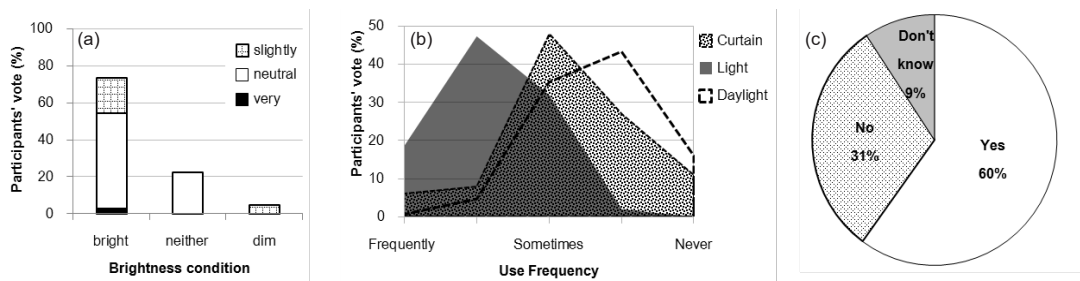 (a)
Participants' vote (%)
100
80
60
40
20
0
slightly
neutral
very
bright
neither
dim
Brightness condition
(b)
Participants' vote (%)
50
40
30
20
10
0
Curtain
Light
Daylight
Frequently
Sometimes
Never
Use Frequency
(c)
Don't
know
9%
No
31%
Yes
60%